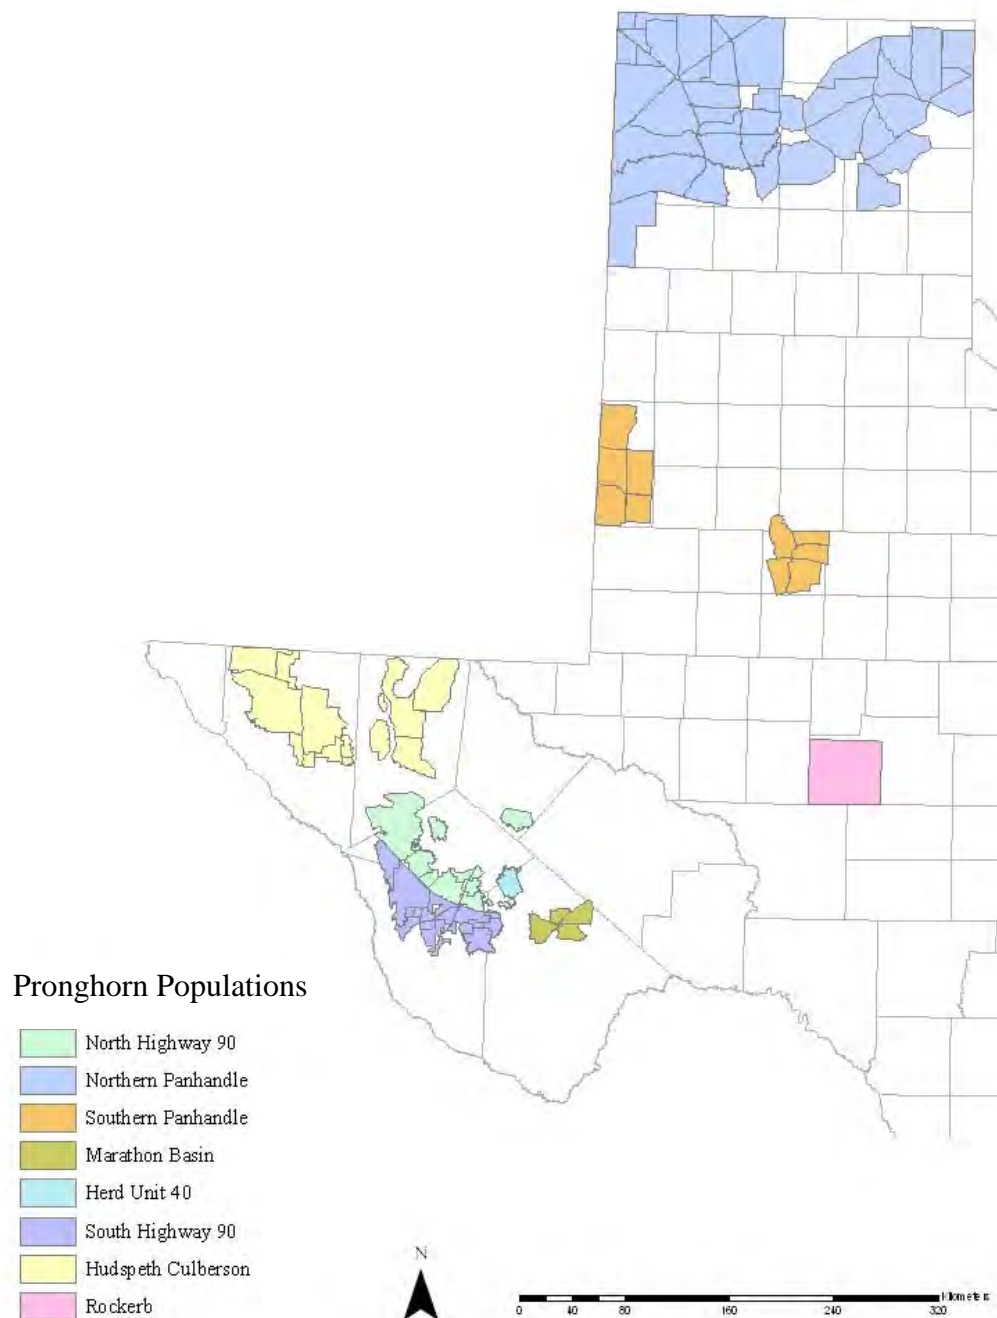 Pronghorn Populations
North Highway 90
Northern Panhandle
Southern Panhandle
Marathon Basin
Herd Unit 40
South Highway 90
Hudspeth Culberson
Rockerb
N
Kilometers
0 40 80 160 240 320